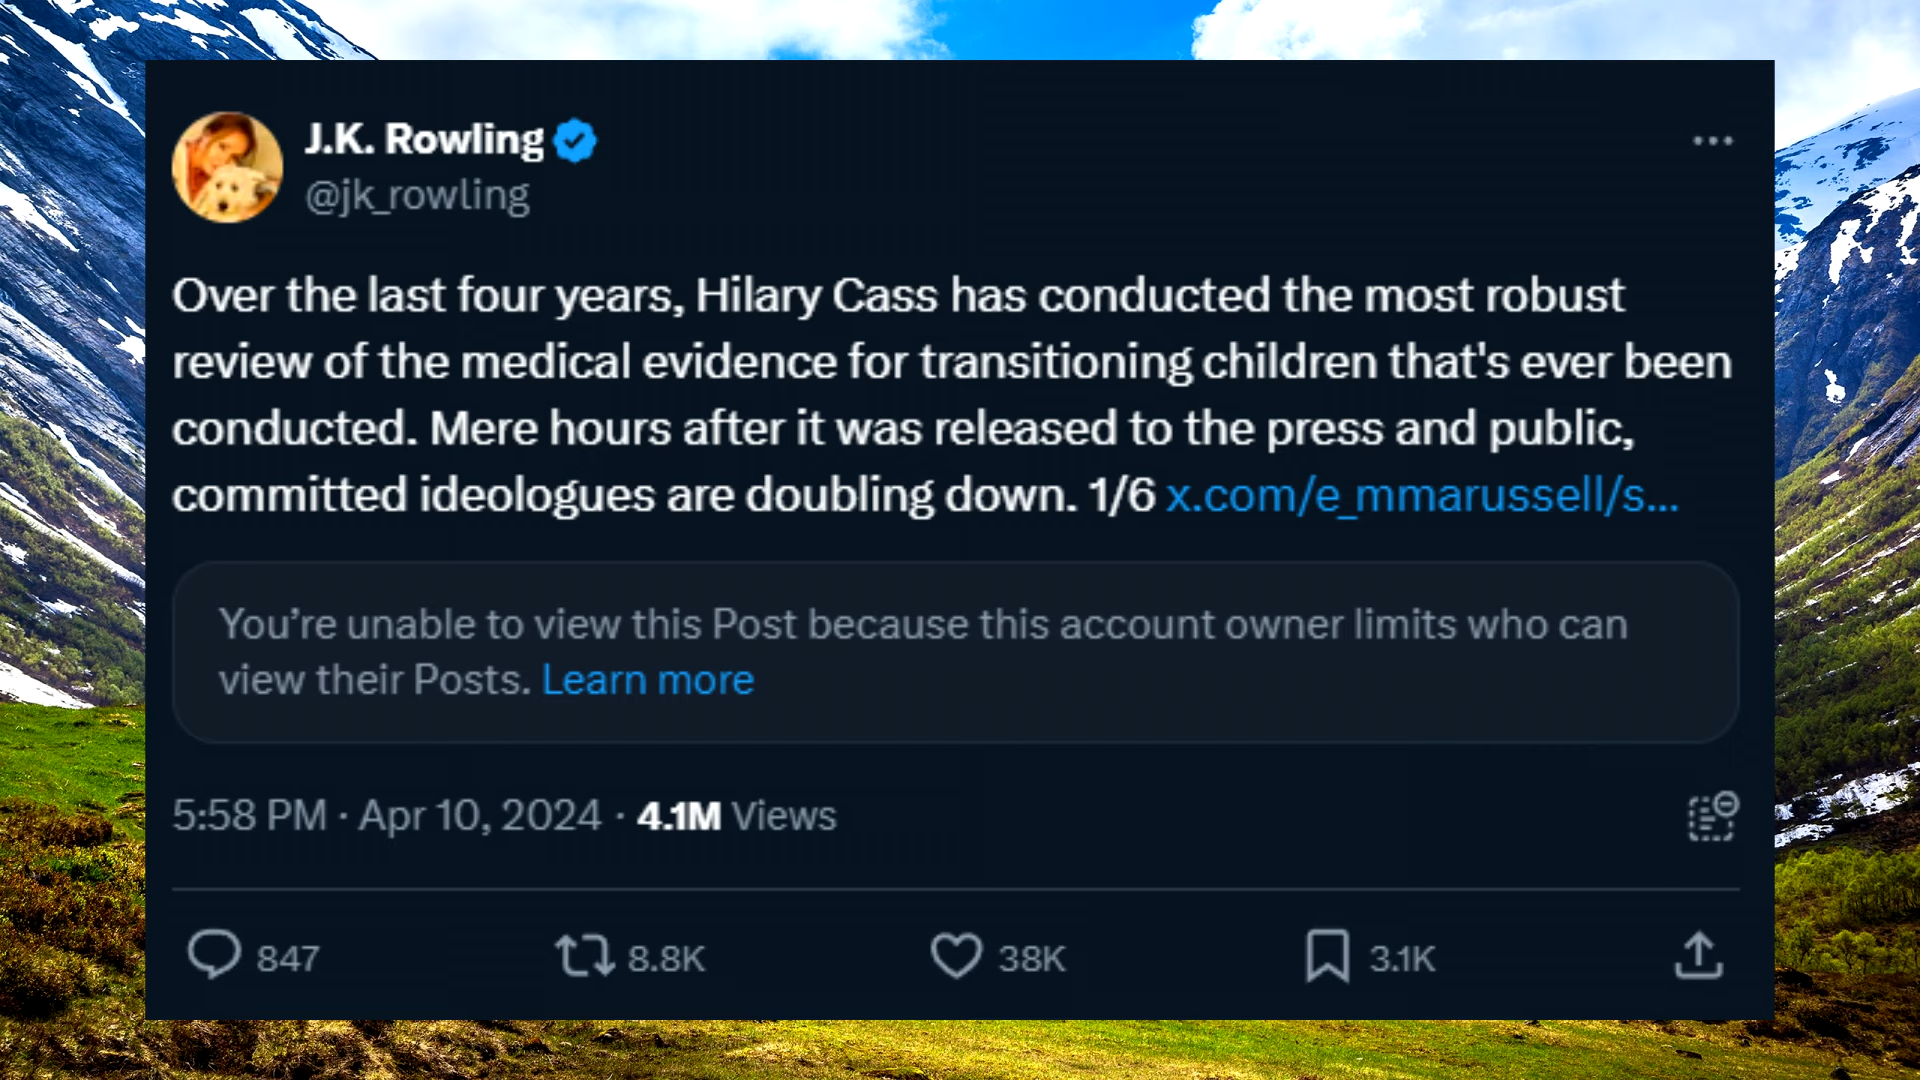 J.K. Rowling
@jk_rowling
Over the last four years, Hilary Cass has conducted the most robust
review of the medical evidence for transitioning children that's ever been
conducted. Mere hours after it was released to the press and public,
committed ideologues are doubling down. 1/6 x.com/e_mmarussell/s...
You’re unable to view this Post because this account owner limits who can
view their Posts. Learn more
5:58 PM · Apr 10, 2024 · 4.1M Views
847 8.8K 38K 3.1K